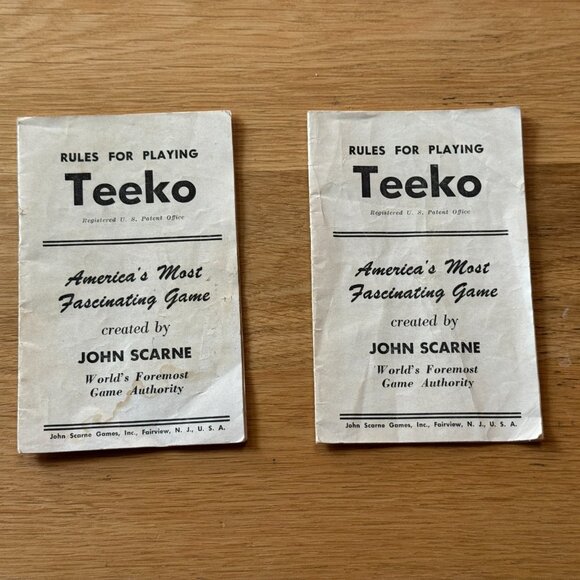 RULES FOR PLAYING
Teeko
Registered U. S. Patent Office
America's Most
Fascinating Game
created by
JOHN SCARNE
World's Foremost
Game Authority
John Scarne Games, Inc., Fairview, N. J., U. S. A.
RULES FOR PLAYING
Teeko
Registered U. S. Patent Office
America's Most
Fascinating Game
created by
JOHN SCARNE
World's Foremost
Game Authority
John Scarne Games, Inc., Fairview, N. J., U. S. A.